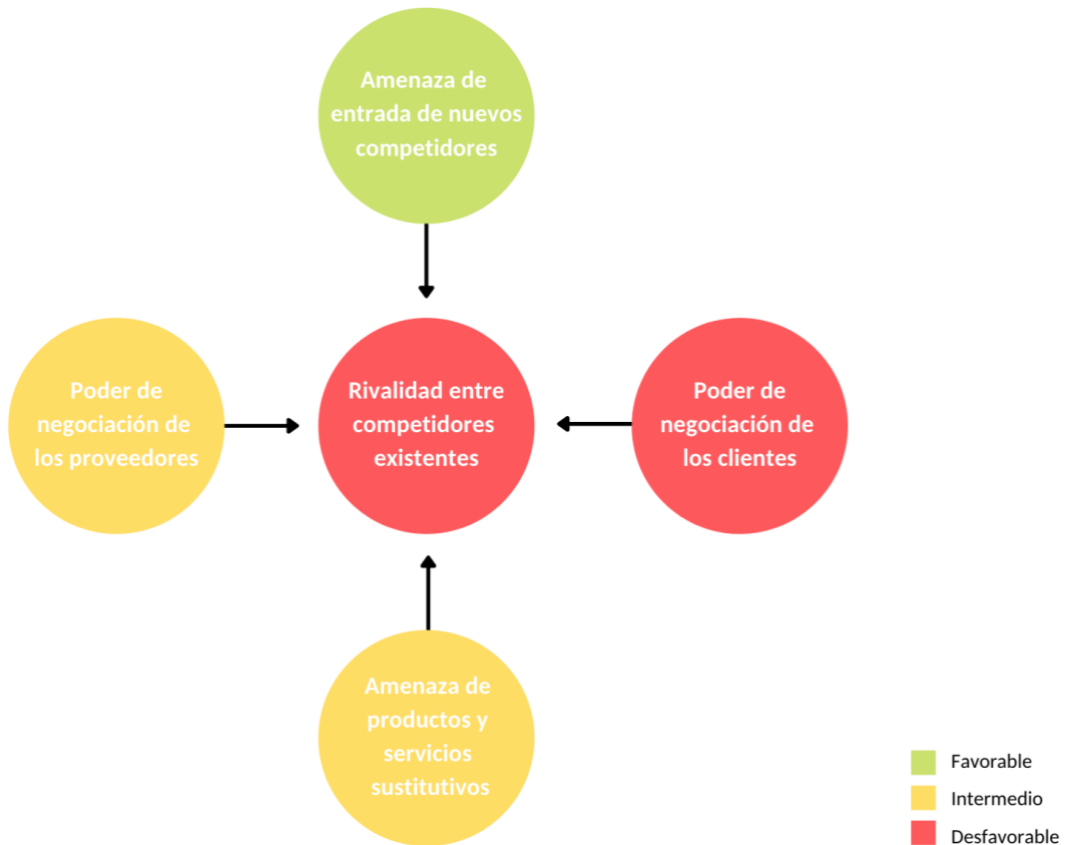 Amenaza de
entrada de nuevos
competidores
Poder de
negociación de
los proveedores
Rivalidad entre
competidores
existentes
Poder de
negociación de
los clientes
Amenaza de
productos y
servicios
sustitutivos
Favorable
Intermedio
Desfavorable